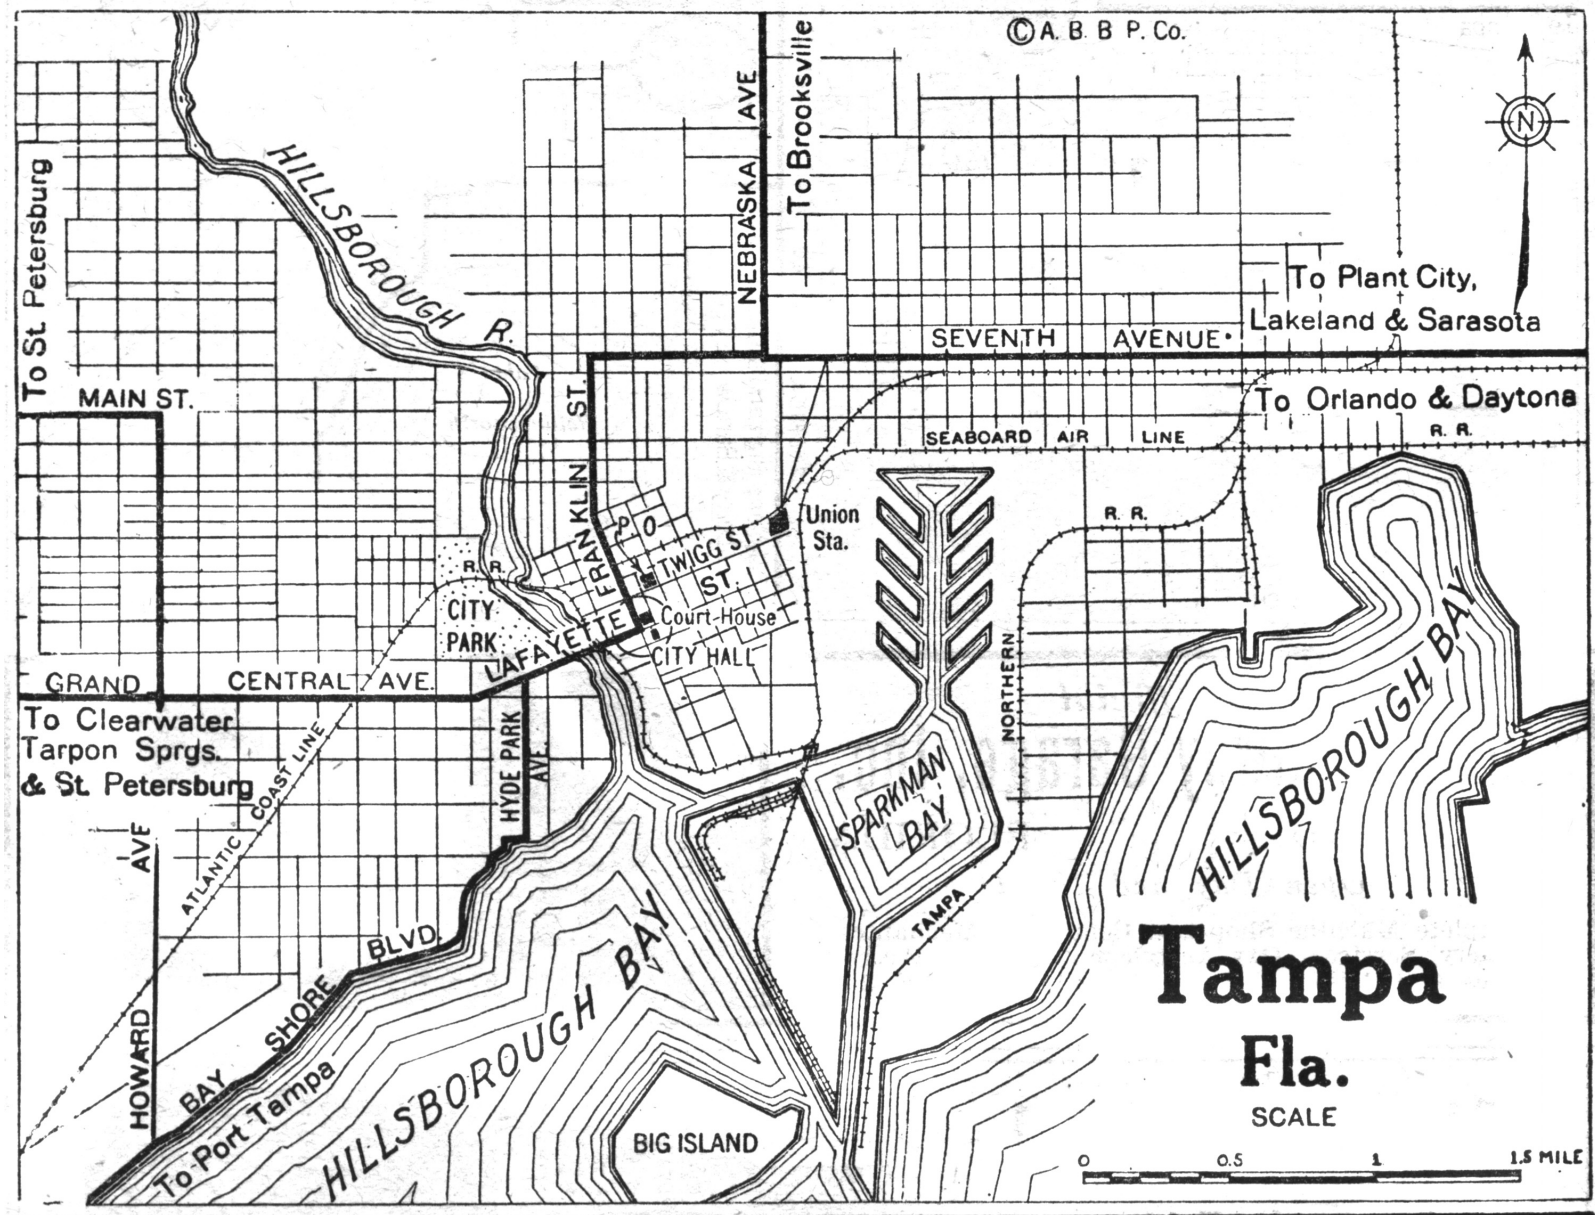 © A. B. B P. Co.
To Brooksville
NEBRASKA AVE
N
HILLSBOROUGH R.
To St. Petersburg
To Plant City,
Lakeland & Sarasota
SEVENTH AVENUE
MAIN ST.
To Orlando & Daytona
R. R.
SEABOARD AIR LINE
FRANKLIN ST.
P O
Union
Sta.
R. R.
TWIGG ST.
ST.
R. R.
CITY
PARK
Court House
LAFAYETTE
CITY HALL
GRAND CENTRAL AVE.
To Clearwater
Tarpon Sprgs.
& St. Petersburg
ATLANTIC COAST LINE
HYDE PARK
AVE.
NORTHERN
TAMPA
SPARKMAN
BAY
HILLSBOROUGH BAY
HOWARD AVE
BAY SHORE BLVD.
To Port Tampa
HILLSBOROUGH BAY
BIG ISLAND
Tampa
Fla.
SCALE
0 0.5 1 1.5 MILE